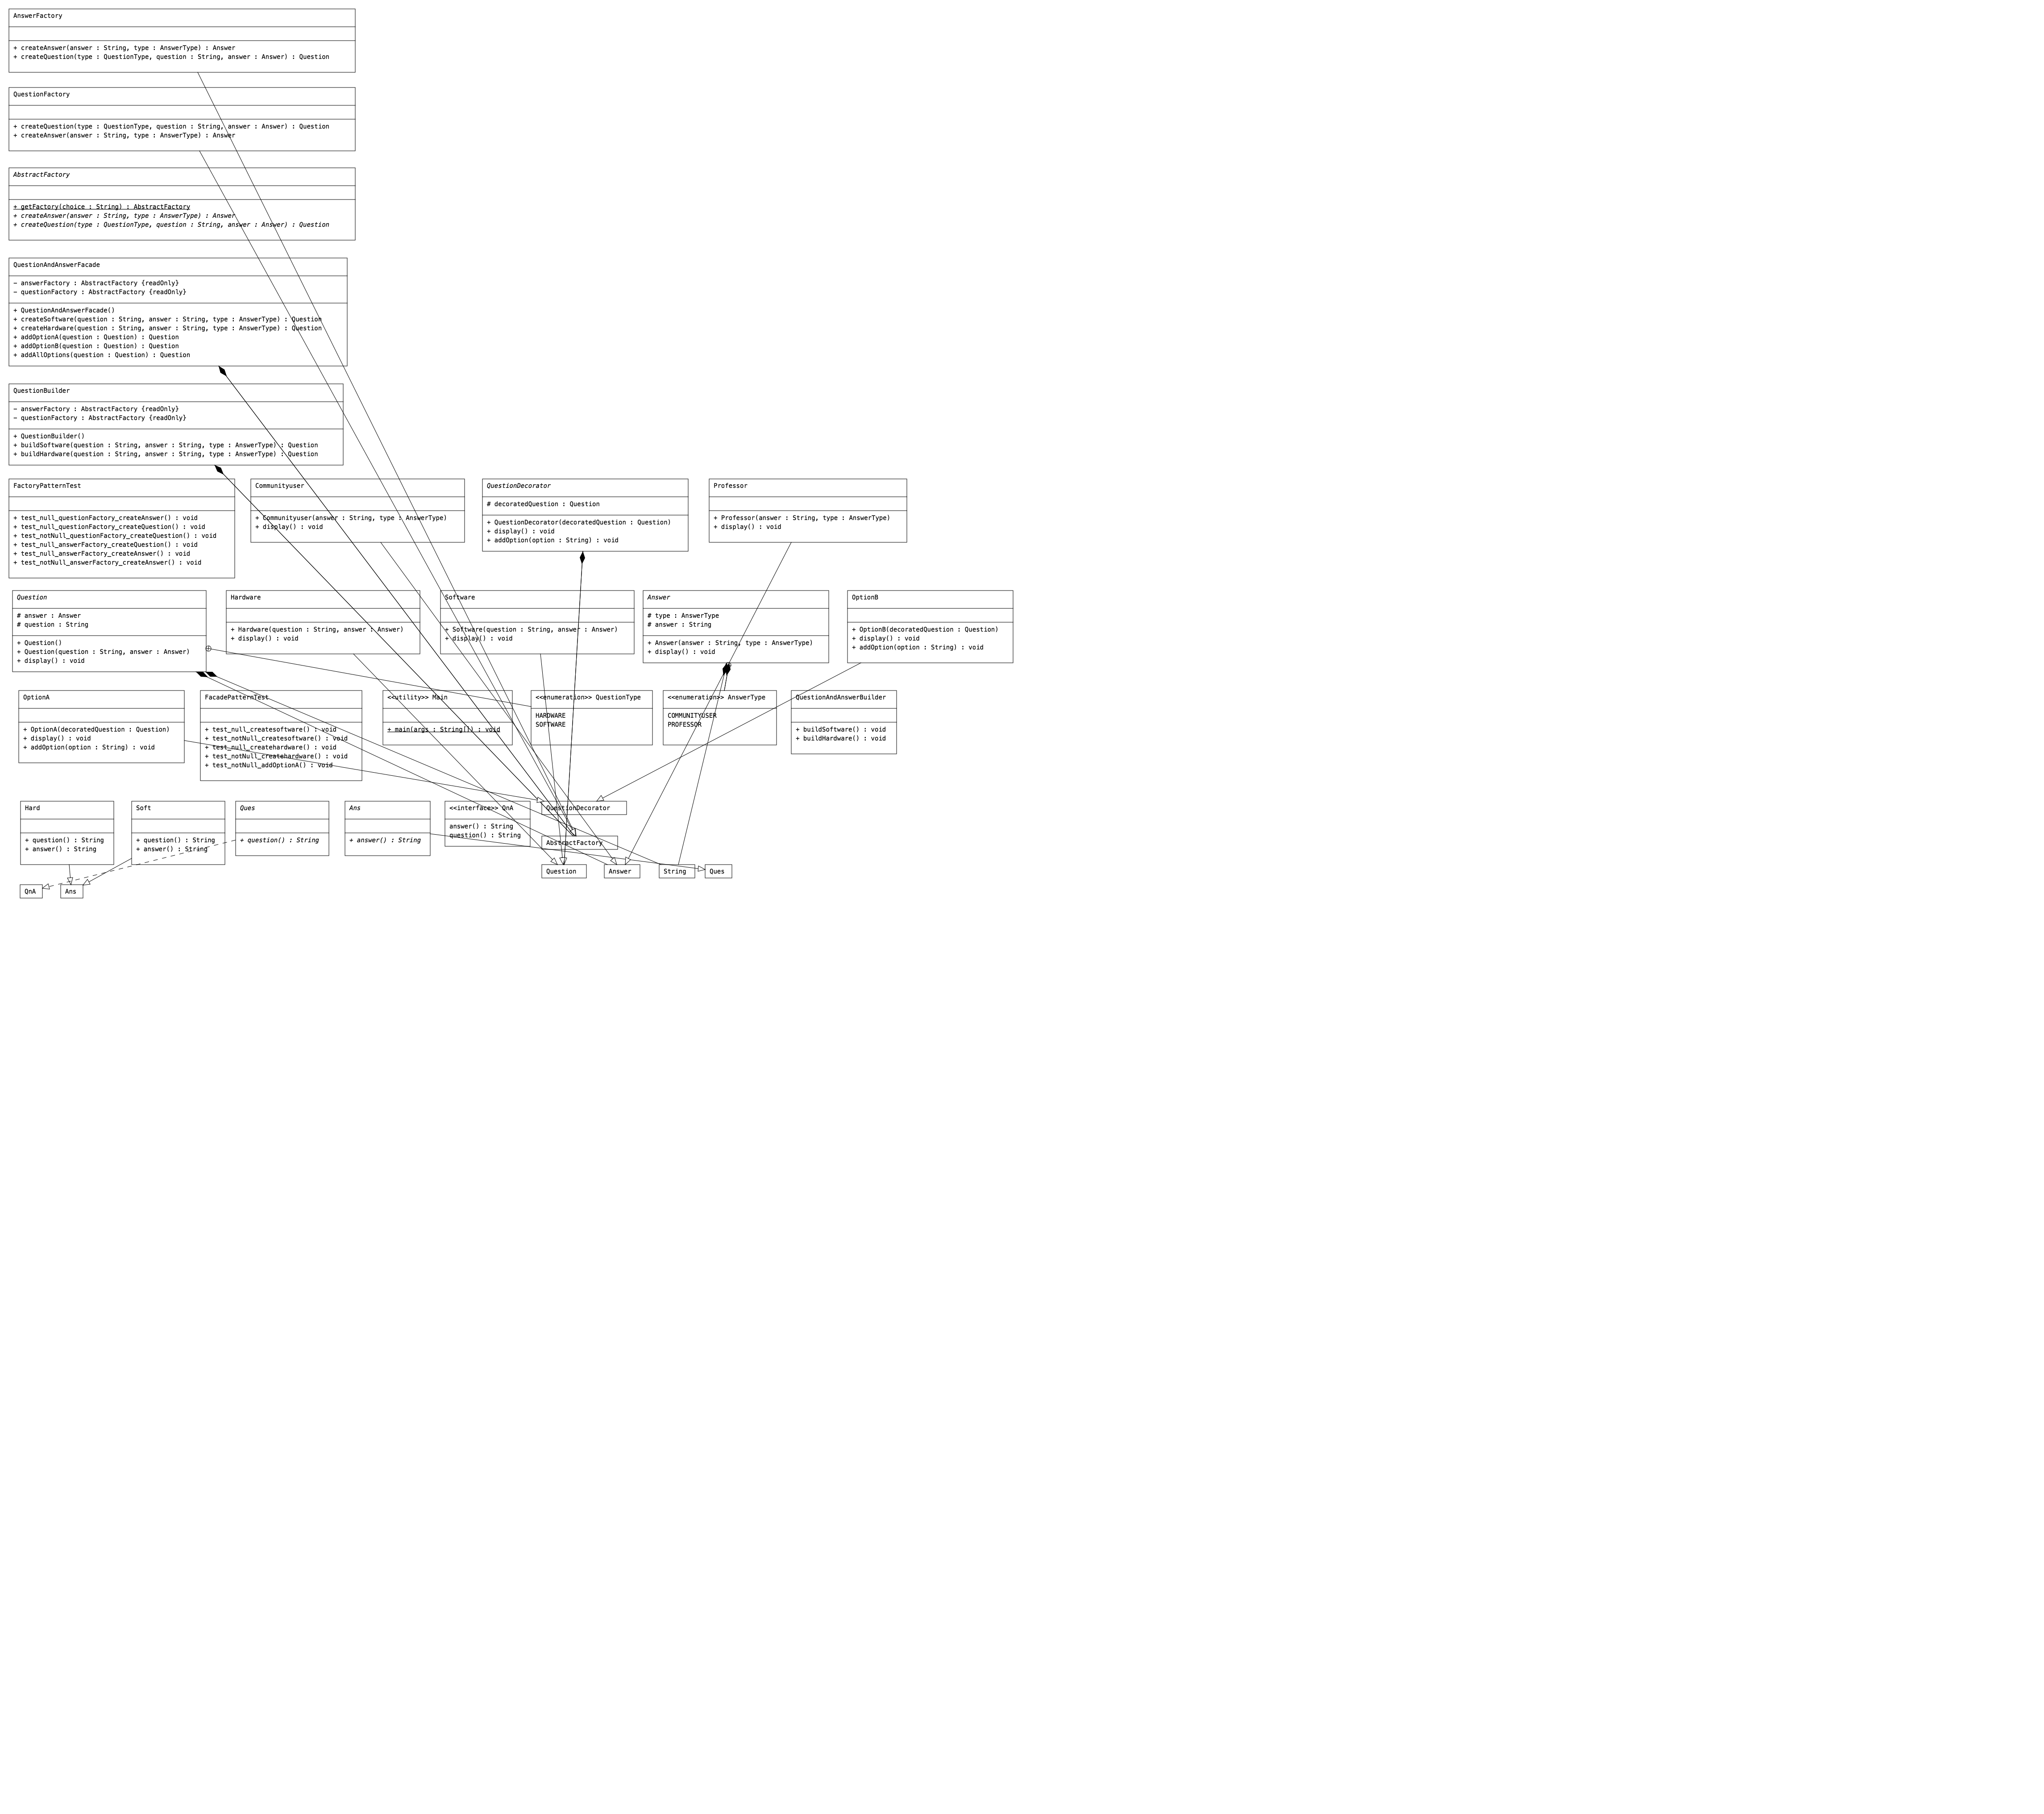 AnswerFactory
+ createAnswer(answer : String, type : AnswerType) : Answer
+ createQuestion(type : QuestionType, question : String, answer : Answer) : Question
QuestionFactory
+ createQuestion(type : QuestionType, question : String, answer : Answer) : Question
+ createAnswer(answer : String, type : AnswerType) : Answer
AbstractFactory
+ getFactory(choice : String) : AbstractFactory
+ createAnswer(answer : String, type : AnswerType) : Answer
+ createQuestion(type : QuestionType, question : String, answer : Answer) : Question
QuestionAndAnswerFacade
− answerFactory : AbstractFactory {readOnly}
− questionFactory : AbstractFactory {readOnly}
+ QuestionAndAnswerFacade()
+ createSoftware(question : String, answer : String, type : AnswerType) : Question
+ createHardware(question : String, answer : String, type : AnswerType) : Question
+ addOptionA(question : Question) : Question
+ addOptionB(question : Question) : Question
+ addAllOptions(question : Question) : Question
QuestionBuilder
− answerFactory : AbstractFactory {readOnly}
− questionFactory : AbstractFactory {readOnly}
+ QuestionBuilder()
+ buildSoftware(question : String, answer : String, type : AnswerType) : Question
+ buildHardware(question : String, answer : String, type : AnswerType) : Question
FactoryPatternTest
+ test_null_questionFactory_createAnswer() : void
+ test_null_questionFactory_createQuestion() : void
+ test_notNull_questionFactory_createQuestion() : void
+ test_null_answerFactory_createQuestion() : void
+ test_null_answerFactory_createAnswer() : void
+ test_notNull_answerFactory_createAnswer() : void
Communityuser
+ Communityuser(answer : String, type : AnswerType)
+ display() : void
QuestionDecorator
# decoratedQuestion : Question
+ QuestionDecorator(decoratedQuestion : Question)
+ display() : void
+ addOption(option : String) : void
Professor
+ Professor(answer : String, type : AnswerType)
+ display() : void
Question
# answer : Answer
# question : String
+ Question()
+ Question(question : String, answer : Answer)
+ display() : void
Hardware
+ Hardware(question : String, answer : Answer)
+ display() : void
Software
+ Software(question : String, answer : Answer)
+ display() : void
Answer
# type : AnswerType
# answer : String
+ Answer(answer : String, type : AnswerType)
+ display() : void
OptionB
+ OptionB(decoratedQuestion : Question)
+ display() : void
+ addOption(option : String) : void
OptionA
+ OptionA(decoratedQuestion : Question)
+ display() : void
+ addOption(option : String) : void
FacadePatternTest
+ test_null_createsoftware() : void
+ test_notNull_createsoftware() : void
+ test_null_createhardware() : void
+ test_notNull_createhardware() : void
+ test_notNull_addOptionA() : void
<<utility>> Main
+ main(args : String[]) : void
<<enumeration>> QuestionType
HARDWARE
SOFTWARE
<<enumeration>> AnswerType
COMMUNITYUSER
PROFESSOR
QuestionAndAnswerBuilder
+ buildSoftware() : void
+ buildHardware() : void
Hard
+ question() : String
+ answer() : String
Soft
+ question() : String
+ answer() : String
Ques
+ question() : String
Ans
+ answer() : String
<<interface>> QnA
answer() : String
question() : String
QuestionDecorator
AbstractFactory
Question
Answer
String
Ques
QnA
Ans